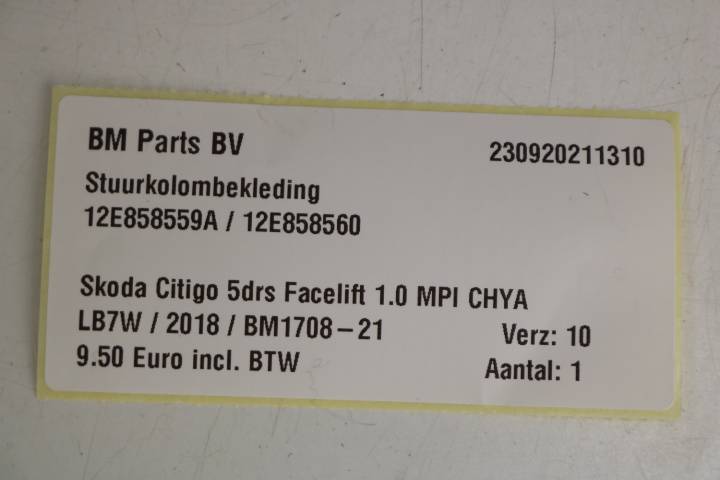 BM Parts BV 230920211310
Stuurkolombekleding
12E858559A / 12E858560
Skoda Citigo 5drs Facelift 1.0 MPI CHYA
LB7W / 2018 / BM1708-21 Verz: 10
9.50 Euro incl. BTW Aantal: 1